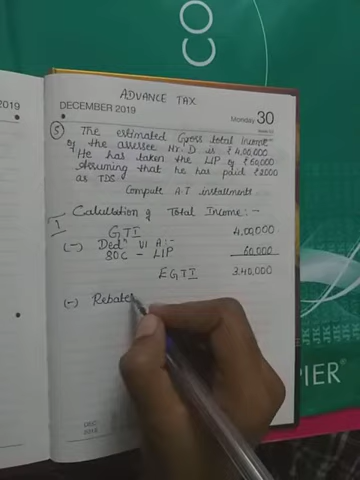 CO
ADVANCE TAX
2019
DECEMBER 2019
Monday 30
(5) The estimated Gross total income
of the assessee Mr. D is ₹4,00,000
He has taken the LIP of ₹60,000
Assuming that he has paid ₹2000
as TDS
Compute A.T installments
1 Calculation of Total Income:-
GTI 4,00,000
(-) Dedn VI A:-
80C - LIP 60,000
EGTI 3,40,000
(-) Rebate
PIER